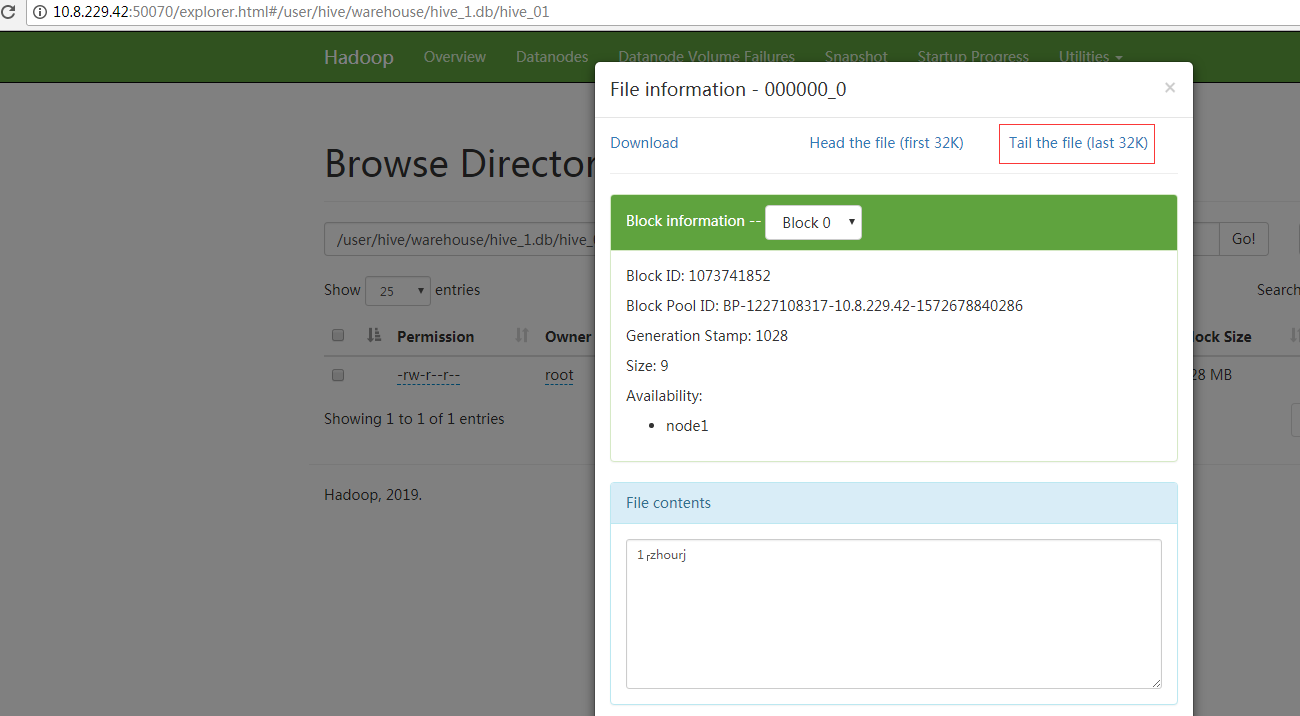 10.8.229.42:50070/explorer.html#/user/hive/warehouse/hive_1.db/hive_01
Hadoop Overview Datanodes Datanode Volume Failures Snapshot Startup Progress Utilities
File information - 000000_0 ×
Download Head the file (first 32K) Tail the file (last 32K)
Browse Director
Block information -- Block 0
/user/hive/warehouse/hive_1.db/hive_ Go!
Block ID: 1073741852
Show 25 entries Search
Block Pool ID: BP-1227108317-10.8.229.42-1572678840286
Permission Owner lock Size
Generation Stamp: 1028
Size: 9
-rw-r--r-- root 28 MB
Availability:
Showing 1 to 1 of 1 entries
node1
Hadoop, 2019.
File contents
1┌zhourj